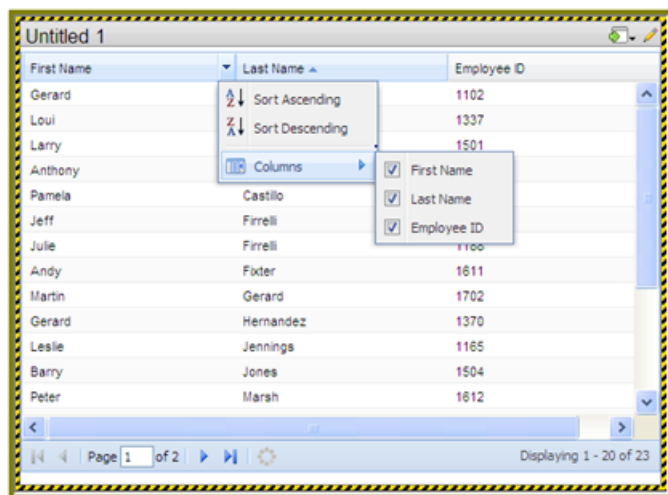 Untitled 1
First Name Last Name Employee ID
Gerard 1102
Loui 1337
Larry 1501
Anthony
Pamela Castillo
Jeff Firrelli
Julie Firrelli 1188
Andy Fixter 1611
Martin Gerard 1702
Gerard Hernandez 1370
Leslie Jennings 1165
Barry Jones 1504
Peter Marsh 1612
A
Z Sort Ascending
Z
A Sort Descending
Columns
First Name
Last Name
Employee ID
Page 1 of 2 Displaying 1 - 20 of 23